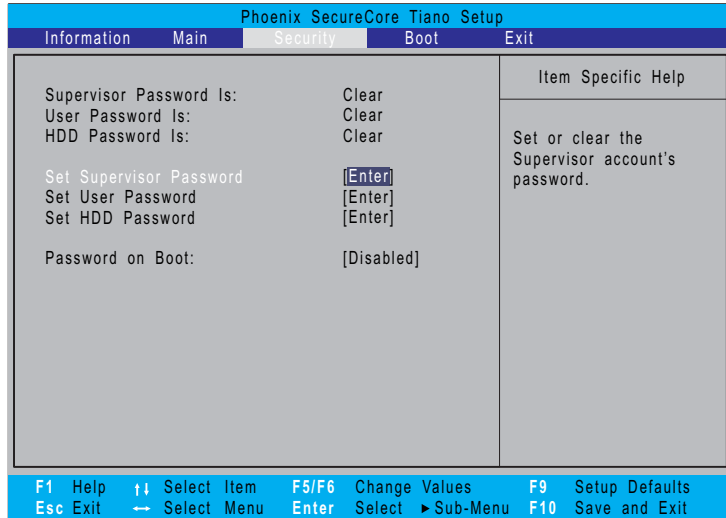 Phoenix SecureCore Tiano Setup
Information Main Security Boot Exit
Item Specific Help
Supervisor Password Is: Clear
User Password Is: Clear
HDD Password Is: Clear
Set or clear the
Supervisor account's
password.
Set Supervisor Password [Enter]
Set User Password [Enter]
Set HDD Password [Enter]
Password on Boot: [Disabled]
F1 Help ↑↓ Select Item F5/F6 Change Values F9 Setup Defaults
Esc Exit ↔ Select Menu Enter Select ►Sub-Menu F10 Save and Exit